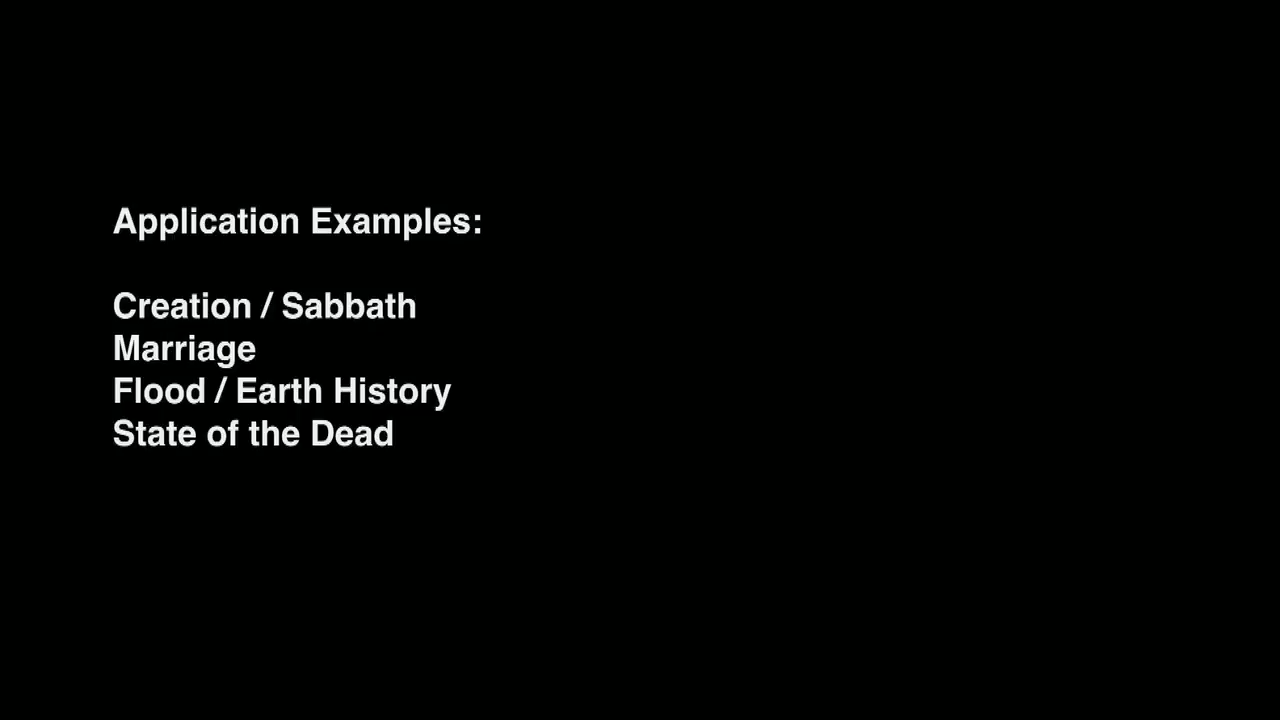 Application Examples:
Creation / Sabbath
Marriage
Flood / Earth History
State of the Dead